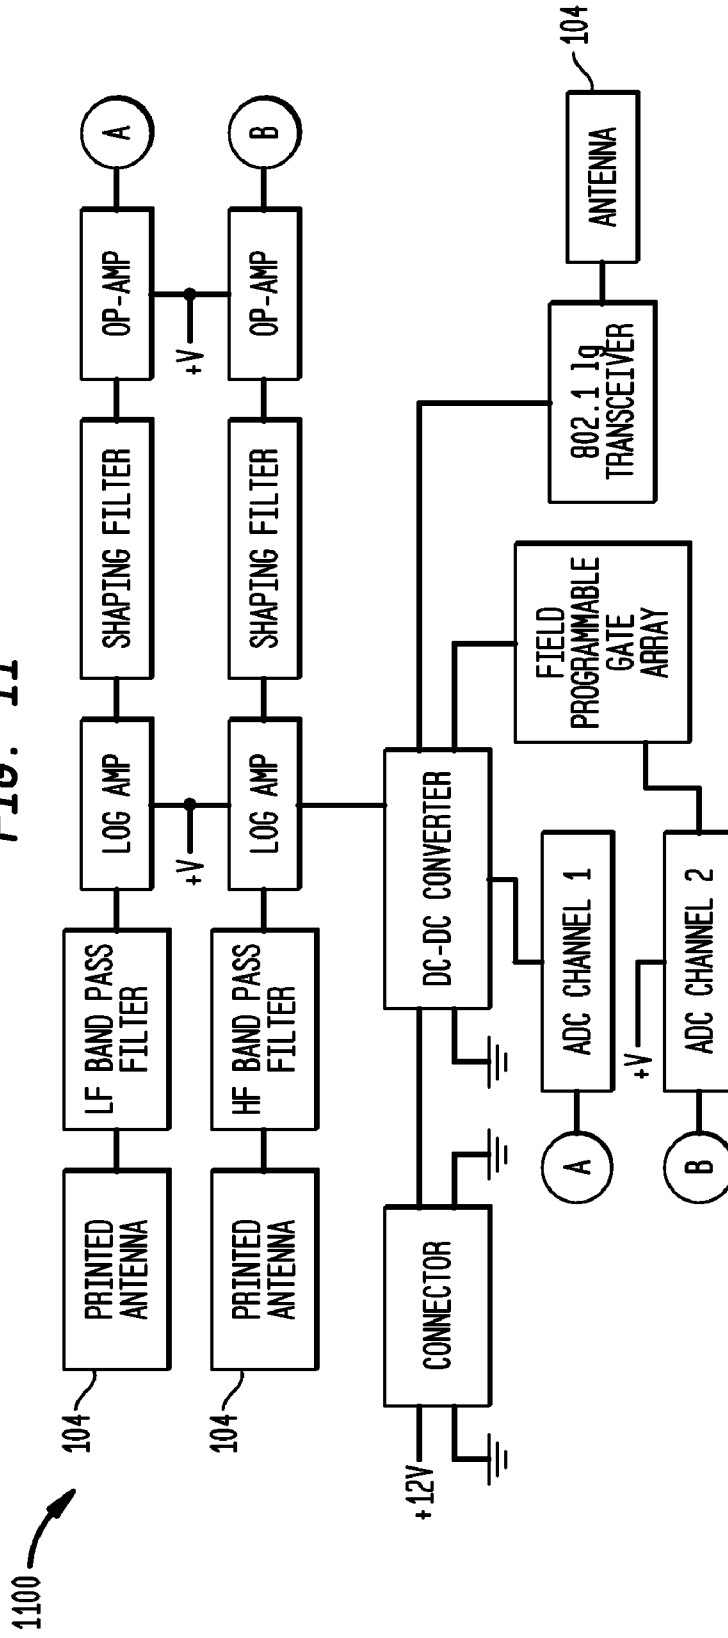 FIG. 11
1100
104
PRINTED
ANTENNA
LF BAND PASS
FILTER
LOG AMP
SHAPING FILTER
OP-AMP
A
+V
+V
104
PRINTED
ANTENNA
HF BAND PASS
FILTER
LOG AMP
SHAPING FILTER
OP-AMP
B
+12V
CONNECTOR
DC-DC CONVERTER
FIELD
PROGRAMMABLE
GATE
ARRAY
802.1 1g
TRANSCEIVER
ANTENNA
104
A
ADC CHANNEL 1
+V
B
ADC CHANNEL 2